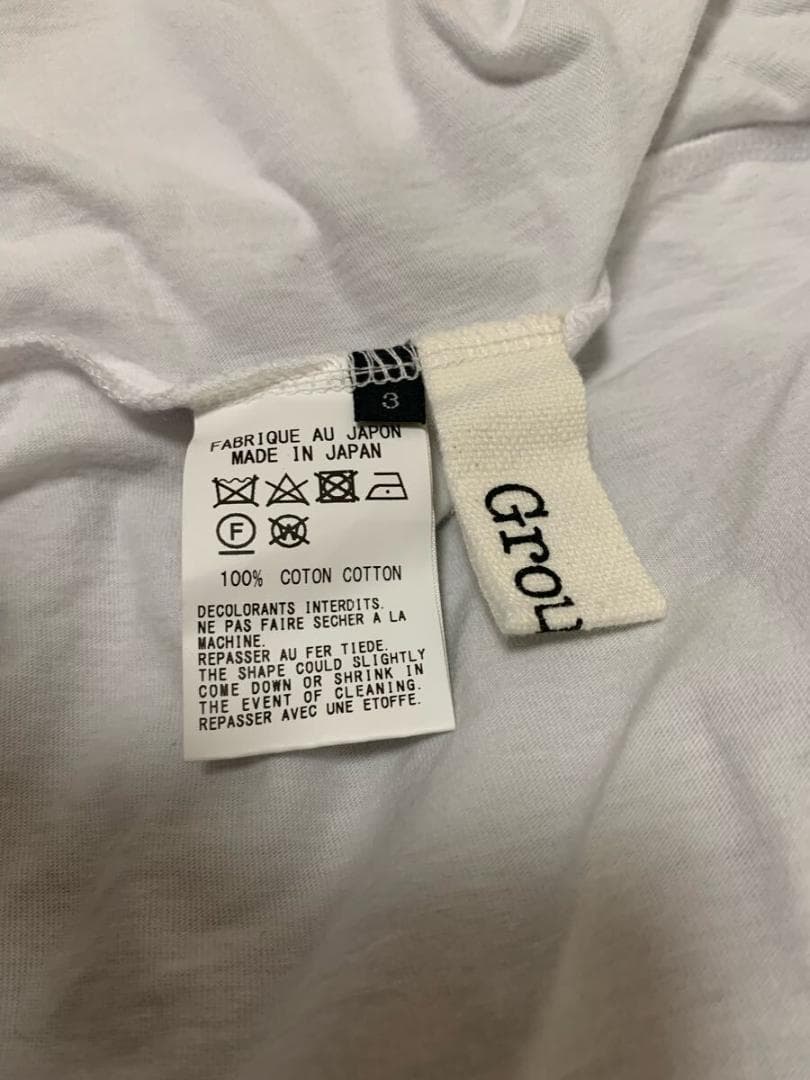 3
FABRIQUE AU JAPON
MADE IN JAPAN
F W
100% COTON COTTON
DECOLORANTS INTERDITS.
NE PAS FAIRE SECHER A LA
MACHINE.
REPASSER AU FER TIEDE.
THE SHAPE COULD SLIGHTLY
COME DOWN OR SHRINK IN
THE EVENT OF CLEANING.
REPASSER AVEC UNE ETOFFE.
Grou